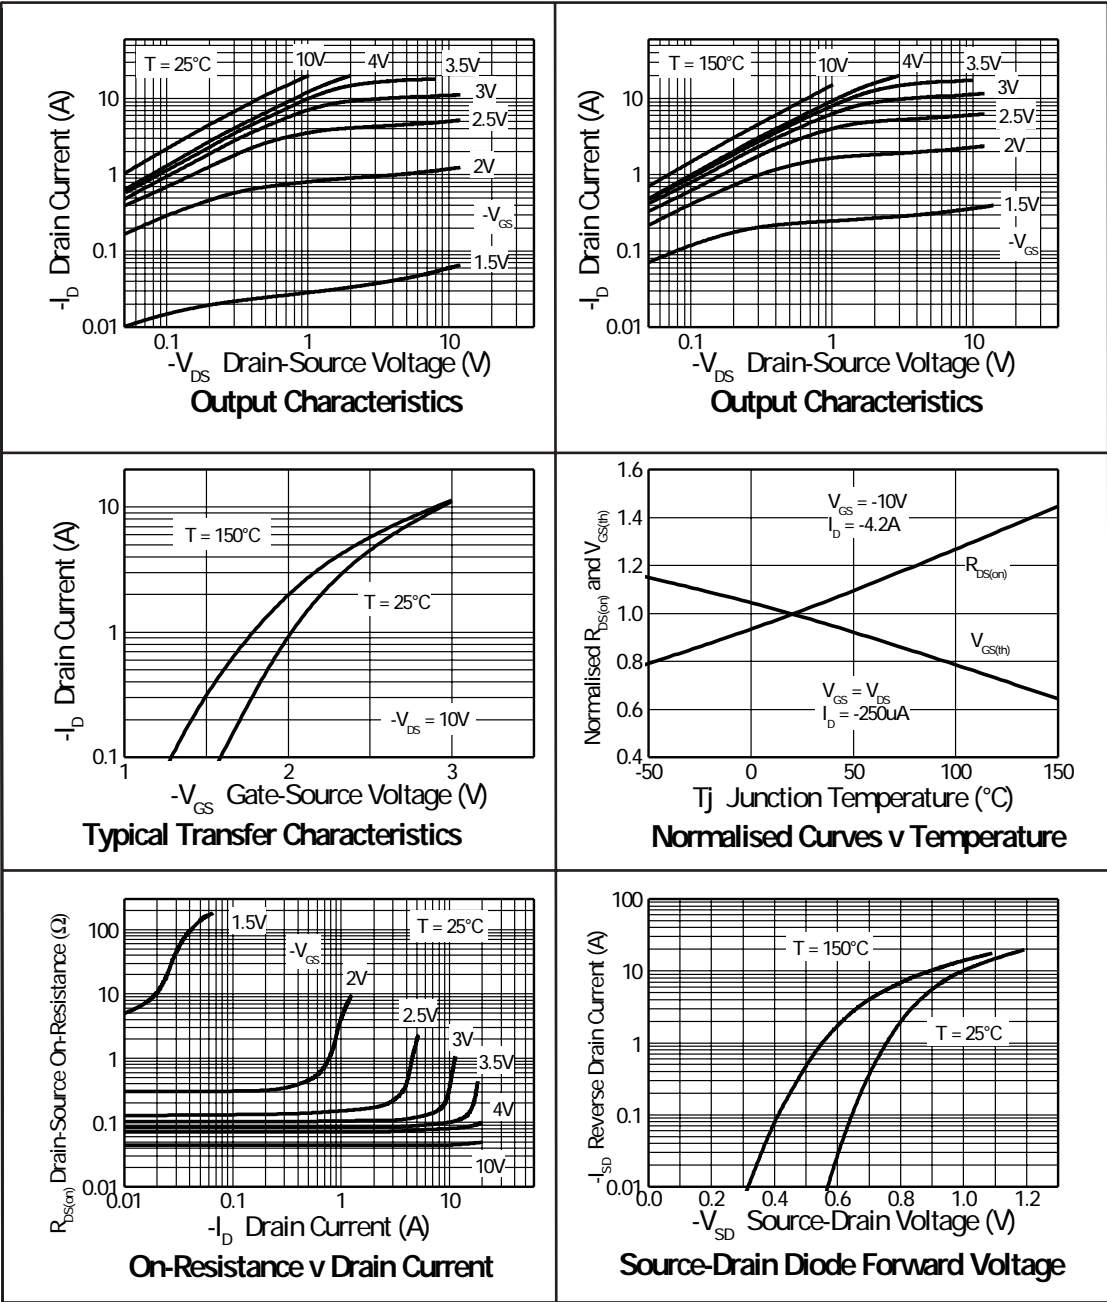 T = 25°C
10V
4V
3.5V
3V
2.5V
2V
-VGS
1.5V
10
1
0.1
0.01
0.1
1
10
-ID Drain Current (A)
-VDS Drain-Source Voltage (V)
Output Characteristics
T = 150°C
10V
4V
3.5V
3V
2.5V
2V
1.5V
-VGS
10
1
0.1
0.01
0.1
1
10
-ID Drain Current (A)
-VDS Drain-Source Voltage (V)
Output Characteristics
10
1
0.1
T = 150°C
T = 25°C
-VDS = 10V
1
2
3
-ID Drain Current (A)
-VGS Gate-Source Voltage (V)
Typical Transfer Characteristics
1.6
1.4
1.2
1.0
0.8
0.6
0.4
VGS = -10V
ID = -4.2A
RDS(on)
VGS(th)
VGS = VDS
ID = -250uA
-50
0
50
100
150
Normalised RDS(on) and VGS(th)
Tj Junction Temperature (°C)
Normalised Curves v Temperature
100
10
1
0.1
0.01
1.5V
-VGS
T = 25°C
2V
2.5V
3V
3.5V
4V
10V
0.01
0.1
1
10
RDS(on) Drain-Source On-Resistance (Ω)
-ID Drain Current (A)
On-Resistance v Drain Current
100
10
1
0.1
0.01
T = 150°C
T = 25°C
0.0
0.2
0.4
0.6
0.8
1.0
1.2
-ISD Reverse Drain Current (A)
-VSD Source-Drain Voltage (V)
Source-Drain Diode Forward Voltage